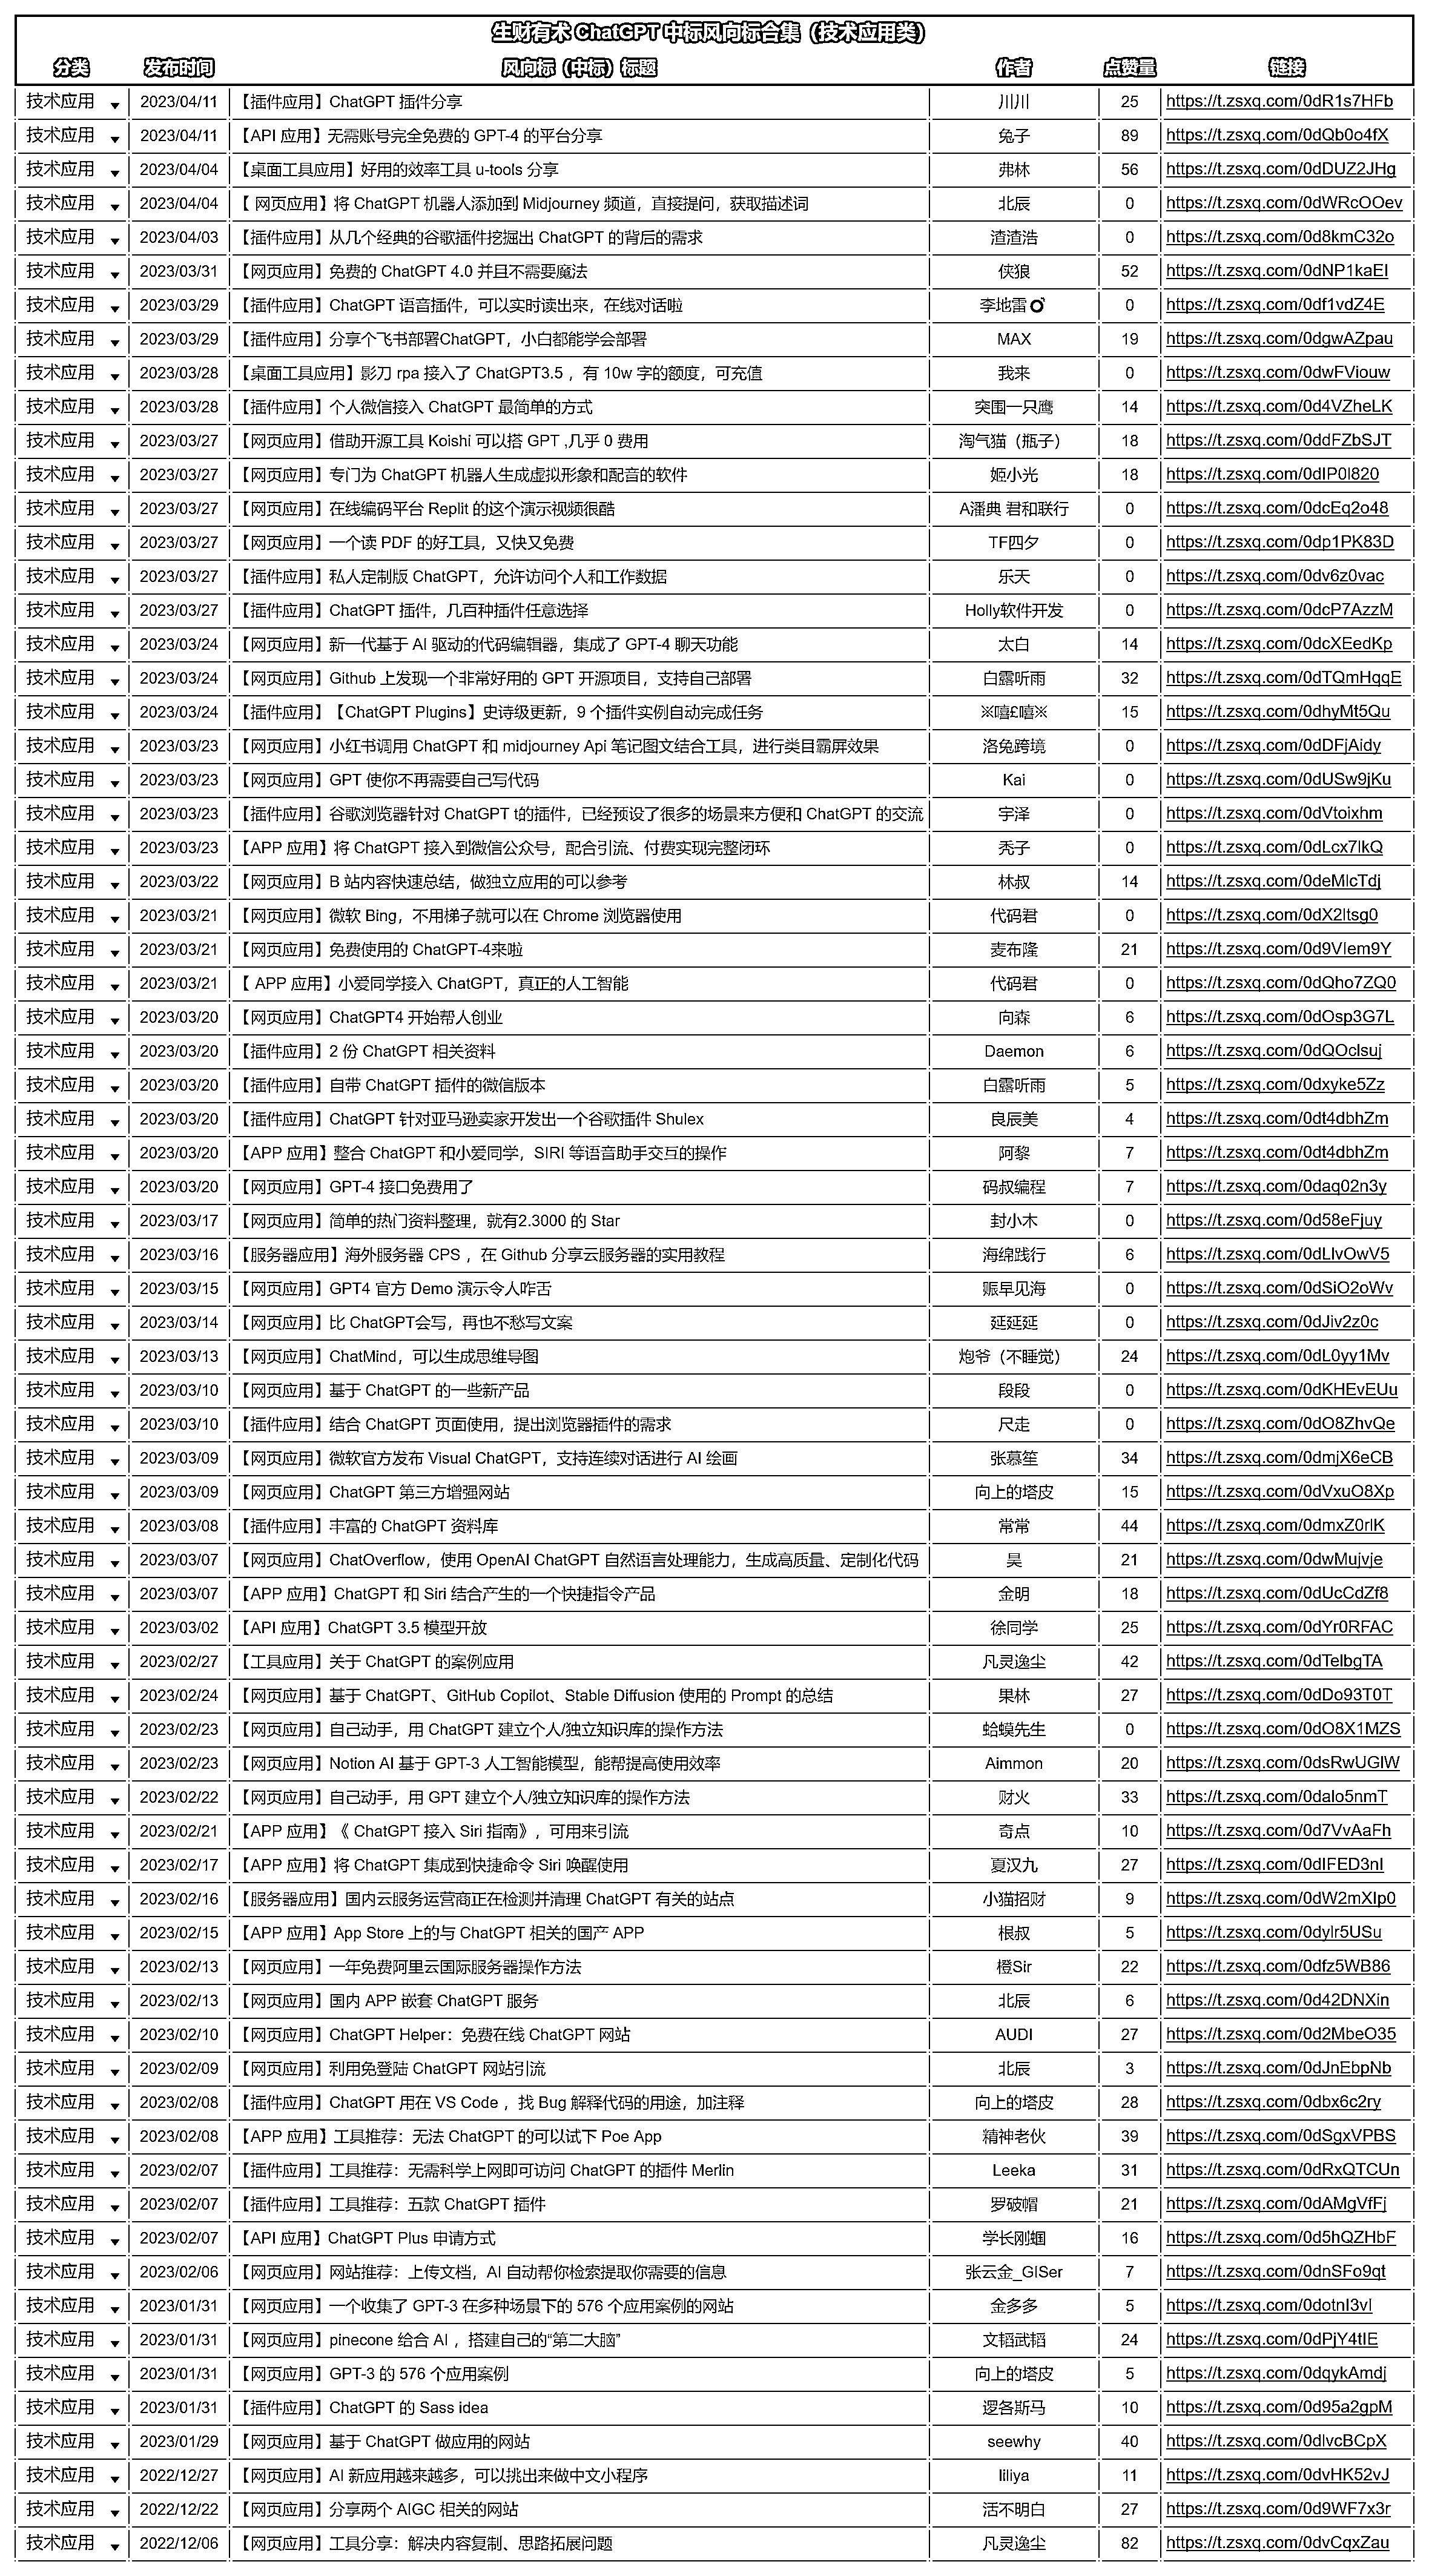 生财有术 ChatGPT 中标风向标合集（技术应用类）
分类 发布时间 风向标（中标）标题 作者 点赞量 链接
技术应用 2023/04/11 【插件应用】ChatGPT 插件分享 川川 25 https://t.zsxq.com/0dR1s7HFb
技术应用 2023/04/11 【API 应用】无需账号完全免费的 GPT-4 的平台分享 兔子 89 https://t.zsxq.com/0dQb0o4fX
技术应用 2023/04/04 【桌面工具应用】好用的效率工具 u-tools 分享 弗林 56 https://t.zsxq.com/0dDUZ2JHg
技术应用 2023/04/04 【 网页应用】将 ChatGPT 机器人添加到 Midjourney 频道，直接提问，获取描述词 北辰 0 https://t.zsxq.com/0dWRcOOev
技术应用 2023/04/03 【插件应用】从几个经典的谷歌插件挖掘出 ChatGPT 的背后的需求 渣渣浩 0 https://t.zsxq.com/0d8kmC32o
技术应用 2023/03/31 【网页应用】免费的 ChatGPT 4.0 并且不需要魔法 侠狼 52 https://t.zsxq.com/0dNP1kaEI
技术应用 2023/03/29 【插件应用】ChatGPT 语音插件，可以实时读出来，在线对话啦 李地雷♂ 0 https://t.zsxq.com/0df1vdZ4E
技术应用 2023/03/29 【插件应用】分享个飞书部署ChatGPT，小白都能学会部署 MAX 19 https://t.zsxq.com/0dgwAZpau
技术应用 2023/03/28 【桌面工具应用】影刀 rpa 接入了 ChatGPT3.5 ，有 10w 字的额度，可充值 我来 0 https://t.zsxq.com/0dwFViouw
技术应用 2023/03/28 【插件应用】个人微信接入 ChatGPT 最简单的方式 突围一只鹰 14 https://t.zsxq.com/0d4VZheLK
技术应用 2023/03/27 【网页应用】借助开源工具 Koishi 可以搭 GPT ,几乎 0 费用 淘气猫（瓶子） 18 https://t.zsxq.com/0ddFZbSJT
技术应用 2023/03/27 【网页应用】专门为 ChatGPT 机器人生成虚拟形象和配音的软件 姬小光 18 https://t.zsxq.com/0dIP0l820
技术应用 2023/03/27 【网页应用】在线编码平台 Replit 的这个演示视频很酷 A潘典 君和联行 0 https://t.zsxq.com/0dcEq2o48
技术应用 2023/03/27 【网页应用】一个读 PDF 的好工具，又快又免费 TF四夕 0 https://t.zsxq.com/0dp1PK83D
技术应用 2023/03/27 【插件应用】私人定制版 ChatGPT，允许访问个人和工作数据 乐天 0 https://t.zsxq.com/0dv6z0vac
技术应用 2023/03/27 【插件应用】ChatGPT 插件，几百种插件任意选择 Holly软件开发 0 https://t.zsxq.com/0dcP7AzzM
技术应用 2023/03/24 【网页应用】新一代基于 AI 驱动的代码编辑器，集成了 GPT-4 聊天功能 太白 14 https://t.zsxq.com/0dcXEedKp
技术应用 2023/03/24 【网页应用】Github 上发现一个非常好用的 GPT 开源项目，支持自己部署 白露听雨 32 https://t.zsxq.com/0dTQmHqqE
技术应用 2023/03/24 【插件应用】【ChatGPT Plugins】史诗级更新，9 个插件实例自动完成任务 ※嘻£嘻※ 15 https://t.zsxq.com/0dhyMt5Qu
技术应用 2023/03/23 【网页应用】小红书调用 ChatGPT 和 midjourney Api 笔记图文结合工具，进行类目霸屏效果 洛兔跨境 0 https://t.zsxq.com/0dDFjAidy
技术应用 2023/03/23 【网页应用】GPT 使你不再需要自己写代码 Kai 0 https://t.zsxq.com/0dUSw9jKu
技术应用 2023/03/23 【插件应用】谷歌浏览器针对 ChatGPT t的插件，已经预设了很多的场景来方便和 ChatGPT 的交流 宇泽 0 https://t.zsxq.com/0dVtoixhm
技术应用 2023/03/23 【APP 应用】将 ChatGPT 接入到微信公众号，配合引流、付费实现完整闭环 秃子 0 https://t.zsxq.com/0dLcx7lkQ
技术应用 2023/03/22 【网页应用】B 站内容快速总结，做独立应用的可以参考 林叔 14 https://t.zsxq.com/0deMlcTdj
技术应用 2023/03/21 【网页应用】微软 Bing，不用梯子就可以在 Chrome 浏览器使用 代码君 0 https://t.zsxq.com/0dX2ltsg0
技术应用 2023/03/21 【网页应用】免费使用的 ChatGPT-4来啦 麦布隆 21 https://t.zsxq.com/0d9VIem9Y
技术应用 2023/03/21 【 APP 应用】小爱同学接入 ChatGPT，真正的人工智能 代码君 0 https://t.zsxq.com/0dQho7ZQ0
技术应用 2023/03/20 【网页应用】ChatGPT4 开始帮人创业 向森 6 https://t.zsxq.com/0dOsp3G7L
技术应用 2023/03/20 【插件应用】2 份 ChatGPT 相关资料 Daemon 6 https://t.zsxq.com/0dQOclsuj
技术应用 2023/03/20 【插件应用】自带 ChatGPT 插件的微信版本 白露听雨 5 https://t.zsxq.com/0dxyke5Zz
技术应用 2023/03/20 【插件应用】ChatGPT 针对亚马逊卖家开发出一个谷歌插件 Shulex 良辰美 4 https://t.zsxq.com/0dt4dbhZm
技术应用 2023/03/20 【APP 应用】整合 ChatGPT 和小爱同学，SIRI 等语音助手交互的操作 阿黎 7 https://t.zsxq.com/0dt4dbhZm
技术应用 2023/03/20 【网页应用】GPT-4 接口免费用了 码叔编程 7 https://t.zsxq.com/0daq02n3y
技术应用 2023/03/17 【网页应用】简单的热门资料整理，就有2.3000 的 Star 封小木 0 https://t.zsxq.com/0d58eFjuy
技术应用 2023/03/16 【服务器应用】海外服务器 CPS ，在 Github 分享云服务器的实用教程 海绵践行 6 https://t.zsxq.com/0dLIvOwV5
技术应用 2023/03/15 【网页应用】GPT4 官方 Demo 演示令人咋舌 赈早见海 0 https://t.zsxq.com/0dSiO2oWv
技术应用 2023/03/14 【网页应用】比 ChatGPT会写，再也不愁写文案 延延延 0 https://t.zsxq.com/0dJiv2z0c
技术应用 2023/03/13 【网页应用】ChatMind，可以生成思维导图 炮爷（不睡觉） 24 https://t.zsxq.com/0dL0yy1Mv
技术应用 2023/03/10 【网页应用】基于 ChatGPT 的一些新产品 段段 0 https://t.zsxq.com/0dKHEvEUu
技术应用 2023/03/10 【插件应用】结合 ChatGPT 页面使用，提出浏览器插件的需求 尺走 0 https://t.zsxq.com/0dO8ZhvQe
技术应用 2023/03/09 【网页应用】微软官方发布 Visual ChatGPT，支持连续对话进行 AI 绘画 张慕笙 34 https://t.zsxq.com/0dmjX6eCB
技术应用 2023/03/09 【网页应用】ChatGPT 第三方增强网站 向上的塔皮 15 https://t.zsxq.com/0dVxuO8Xp
技术应用 2023/03/08 【插件应用】丰富的 ChatGPT 资料库 常常 44 https://t.zsxq.com/0dmxZ0rlK
技术应用 2023/03/07 【网页应用】ChatOverflow，使用 OpenAI ChatGPT 自然语言处理能力，生成高质量、定制化代码 昊 21 https://t.zsxq.com/0dwMujvje
技术应用 2023/03/07 【APP 应用】ChatGPT 和 Siri 结合产生的一个快捷指令产品 金明 18 https://t.zsxq.com/0dUcCdZf8
技术应用 2023/03/02 【API 应用】ChatGPT 3.5 模型开放 徐同学 25 https://t.zsxq.com/0dYr0RFAC
技术应用 2023/02/27 【工具应用】关于 ChatGPT 的案例应用 凡灵逸尘 42 https://t.zsxq.com/0dTelbgTA
技术应用 2023/02/24 【网页应用】基于 ChatGPT、GitHub Copilot、Stable Diffusion 使用的 Prompt 的总结 果林 27 https://t.zsxq.com/0dDo93T0T
技术应用 2023/02/23 【网页应用】自己动手，用 ChatGPT 建立个人/独立知识库的操作方法 蛤蟆先生 0 https://t.zsxq.com/0dO8X1MZS
技术应用 2023/02/23 【网页应用】Notion AI 基于 GPT-3 人工智能模型，能帮提高使用效率 Aimmon 20 https://t.zsxq.com/0dsRwUGlW
技术应用 2023/02/22 【网页应用】自己动手，用 GPT 建立个人/独立知识库的操作方法 财火 33 https://t.zsxq.com/0dalo5nmT
技术应用 2023/02/21 【APP 应用】《 ChatGPT 接入 Siri 指南》，可用来引流 奇点 10 https://t.zsxq.com/0d7VvAaFh
技术应用 2023/02/17 【APP 应用】将 ChatGPT 集成到快捷命令 Siri 唤醒使用 夏汉九 27 https://t.zsxq.com/0dIFED3nI
技术应用 2023/02/16 【服务器应用】国内云服务运营商正在检测并清理 ChatGPT 有关的站点 小猫招财 9 https://t.zsxq.com/0dW2mXIp0
技术应用 2023/02/15 【APP 应用】App Store 上的与 ChatGPT 相关的国产 APP 根叔 5 https://t.zsxq.com/0dylr5USu
技术应用 2023/02/13 【网页应用】一年免费阿里云国际服务器操作方法 橙Sir 22 https://t.zsxq.com/0dfz5WB86
技术应用 2023/02/13 【网页应用】国内 APP 嵌套 ChatGPT 服务 北辰 6 https://t.zsxq.com/0d42DNXin
技术应用 2023/02/10 【网页应用】ChatGPT Helper：免费在线 ChatGPT 网站 AUDI 27 https://t.zsxq.com/0d2MbeO35
技术应用 2023/02/09 【网页应用】利用免登陆 ChatGPT 网站引流 北辰 3 https://t.zsxq.com/0dJnEbpNb
技术应用 2023/02/08 【插件应用】ChatGPT 用在 VS Code ，找 Bug 解释代码的用途，加注释 向上的塔皮 28 https://t.zsxq.com/0dbx6c2ry
技术应用 2023/02/08 【APP 应用】工具推荐：无法 ChatGPT 的可以试下 Poe App 精神老伙 39 https://t.zsxq.com/0dSgxVPBS
技术应用 2023/02/07 【插件应用】工具推荐：无需科学上网即可访问 ChatGPT 的插件 Merlin Leeka 31 https://t.zsxq.com/0dRxQTCUn
技术应用 2023/02/07 【插件应用】工具推荐：五款 ChatGPT 插件 罗破帽 21 https://t.zsxq.com/0dAMgVfFj
技术应用 2023/02/07 【API 应用】ChatGPT Plus 申请方式 学长刚蝈 16 https://t.zsxq.com/0d5hQZHbF
技术应用 2023/02/06 【网页应用】网站推荐：上传文档，AI 自动帮你检索提取你需要的信息 张云金_GISer 7 https://t.zsxq.com/0dnSFo9qt
技术应用 2023/01/31 【网页应用】一个收集了 GPT-3 在多种场景下的 576 个应用案例的网站 金多多 5 https://t.zsxq.com/0dotnI3vl
技术应用 2023/01/31 【网页应用】pinecone 给合 AI ，搭建自己的“第二大脑” 文韬武韬 24 https://t.zsxq.com/0dPjY4tIE
技术应用 2023/01/31 【网页应用】GPT-3 的 576 个应用案例 向上的塔皮 5 https://t.zsxq.com/0dqykAmdj
技术应用 2023/01/31 【插件应用】ChatGPT 的 Sass idea 逻各斯马 10 https://t.zsxq.com/0d95a2gpM
技术应用 2023/01/29 【网页应用】基于 ChatGPT 做应用的网站 seewhy 40 https://t.zsxq.com/0dlvcBCpX
技术应用 2022/12/27 【网页应用】AI 新应用越来越多，可以挑出来做中文小程序 liliya 11 https://t.zsxq.com/0dvHK52vJ
技术应用 2022/12/22 【网页应用】分享两个 AIGC 相关的网站 活不明白 27 https://t.zsxq.com/0d9WF7x3r
技术应用 2022/12/06 【网页应用】工具分享：解决内容复制、思路拓展问题 凡灵逸尘 82 https://t.zsxq.com/0dvCqxZau